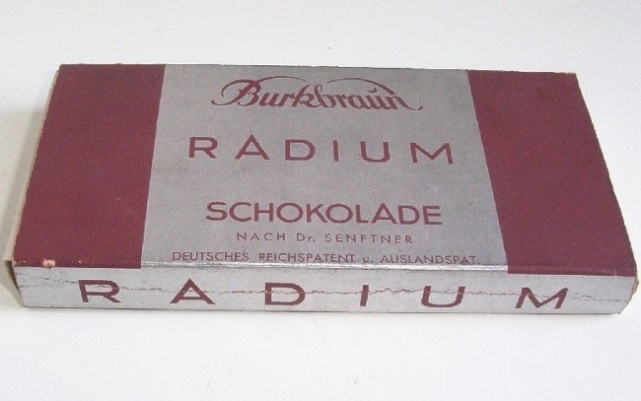 Burkbraun
RADIUM
SCHOKOLADE
NACH Dr. SENFTNER
DEUTSCHES REICHSPATENT u. AUSLANDSPAT.
RADIUM